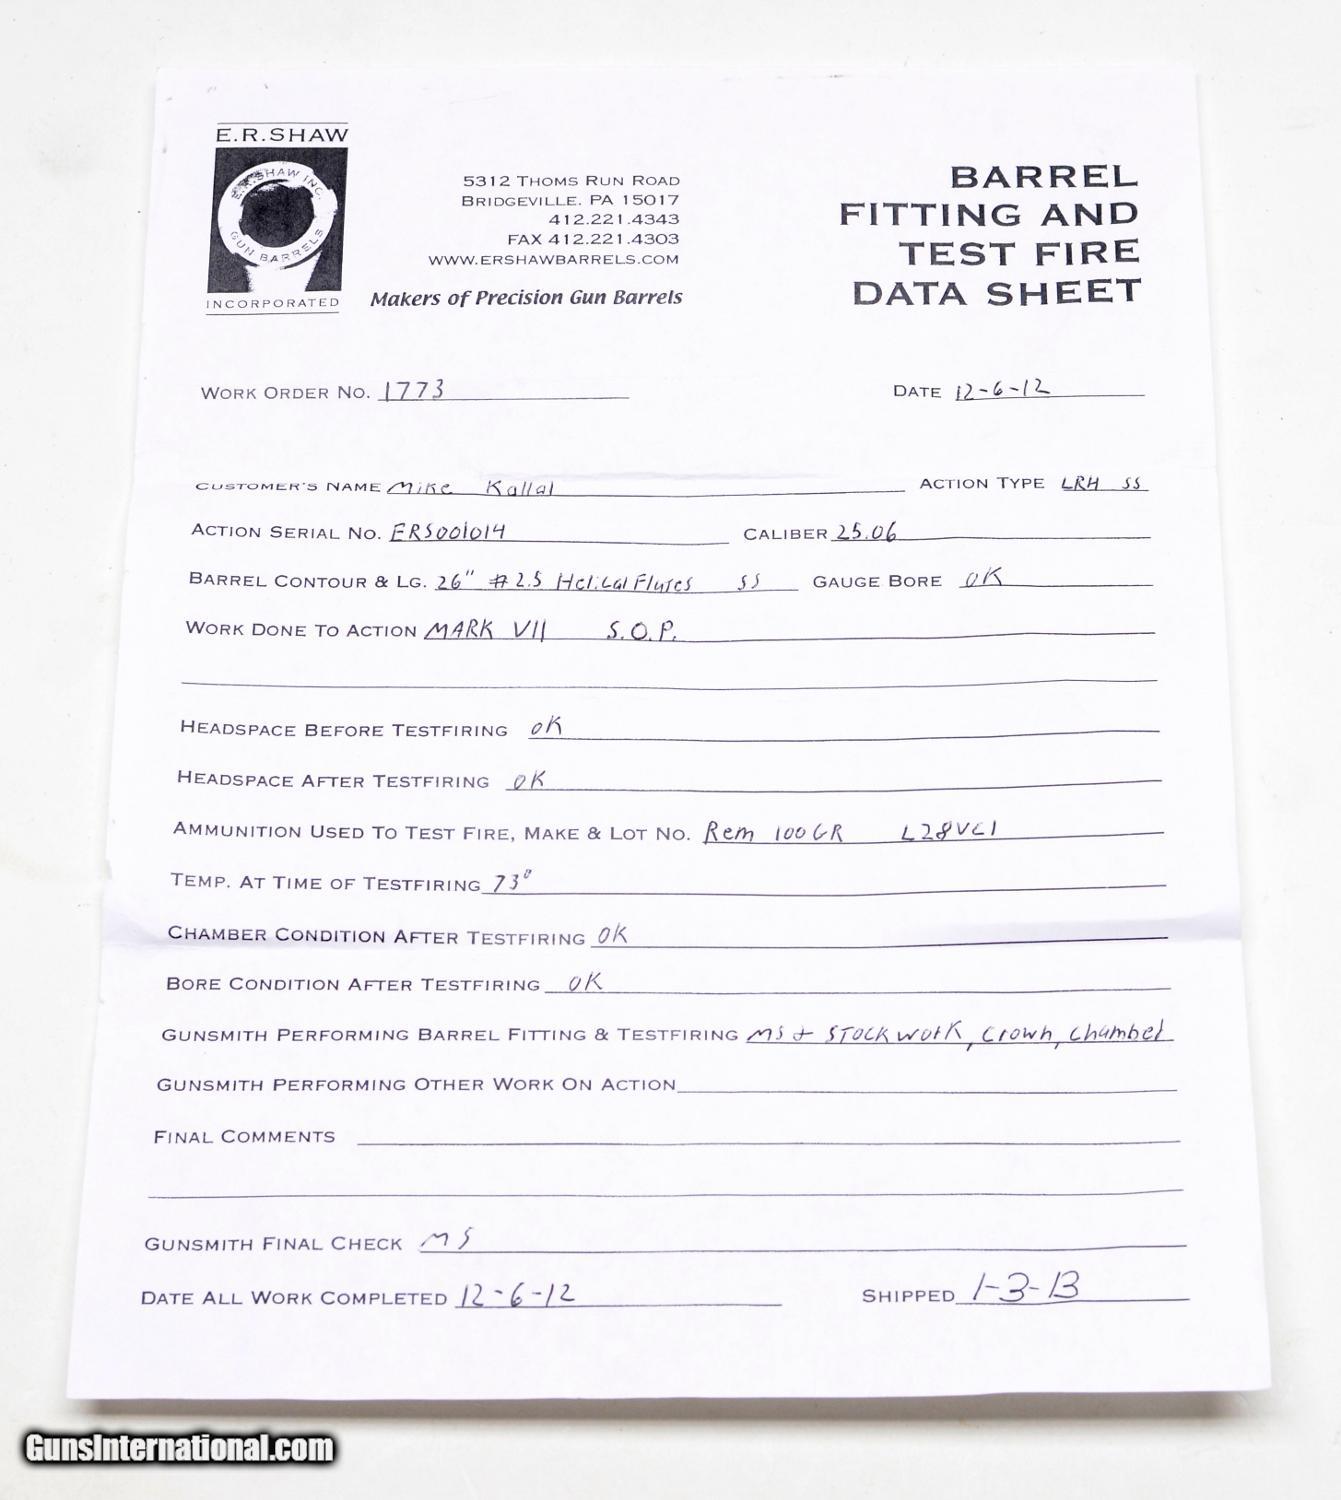 E.R.SHAW
E.R.SHAW INC.
GUN BARRELS
INCORPORATED
5312 THOMS RUN ROAD
BRIDGEVILLE. PA 15017
412.221.4343
FAX 412.221.4303
WWW.ERSHAWBARRELS.COM
Makers of Precision Gun Barrels
BARREL
FITTING AND
TEST FIRE
DATA SHEET
WORK ORDER NO. 1773
DATE 12-6-12
CUSTOMER'S NAME Mike Kallal ACTION TYPE LRH SS
ACTION SERIAL NO. ERS001014 CALIBER 25.06
BARREL CONTOUR & LG. 26" #2.5 Helical Flutes SS GAUGE BORE OK
WORK DONE TO ACTION MARK VII S.O.P.
HEADSPACE BEFORE TESTFIRING OK
HEADSPACE AFTER TESTFIRING OK
AMMUNITION USED TO TEST FIRE, MAKE & LOT NO. Rem 100GR L28VC1
TEMP. AT TIME OF TESTFIRING 73°
CHAMBER CONDITION AFTER TESTFIRING OK
BORE CONDITION AFTER TESTFIRING OK
GUNSMITH PERFORMING BARREL FITTING & TESTFIRING MS + STOCK WORK, Crown, Chamber
GUNSMITH PERFORMING OTHER WORK ON ACTION
FINAL COMMENTS
GUNSMITH FINAL CHECK MS
DATE ALL WORK COMPLETED 12-6-12 SHIPPED 1-3-13
GunsInternational.com